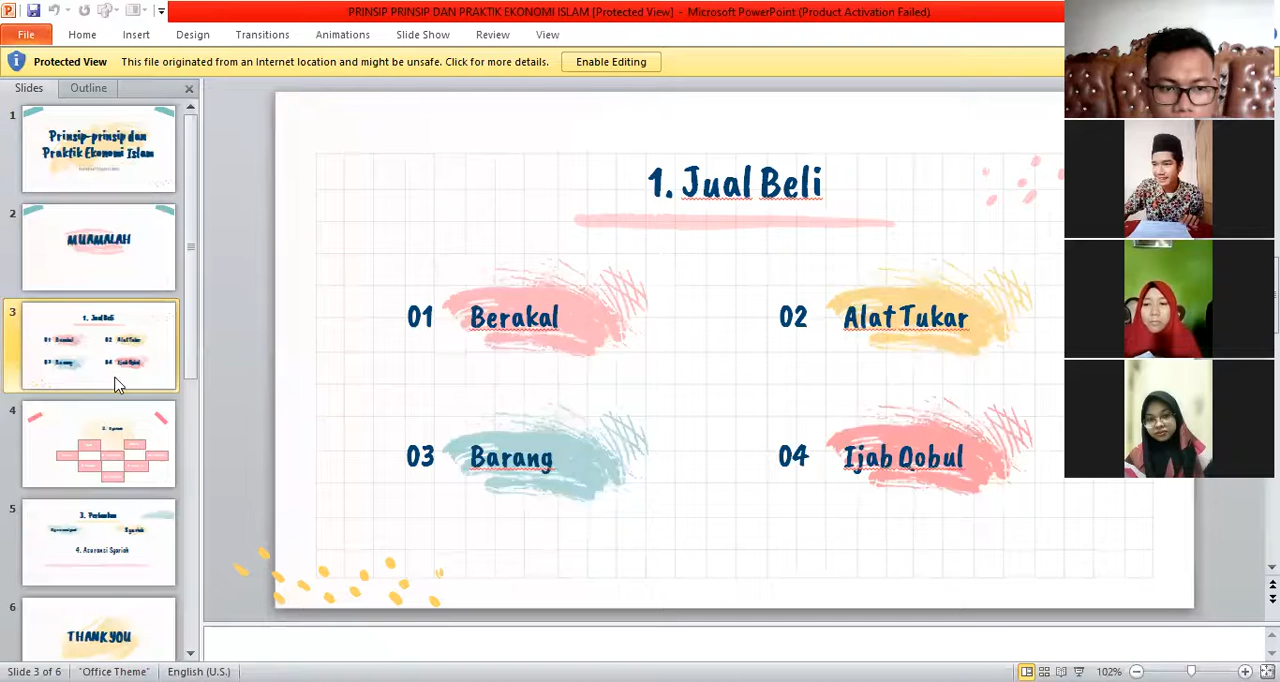 PRINSIP PRINSIP DAN PRAKTIK EKONOMI ISLAM [Protected View] - Microsoft PowerPoint (Product Activation Failed)
File Home Insert Design Transitions Animations Slide Show Review View
Protected View This file originated from an Internet location and might be unsafe. Click for more details. Enable Editing
Slides Outline
1
Prinsip-prinsip dan
Praktik Ekonomi Islam
2
MUAMALAH
3
1. Jual Beli
01 Berakal 02 Alat Tukar
03 Barang 04 Ijab Qobul
4
5
3. Perbankan
Syariah
4. Asuransi Syariah
6
THANK YOU
1. Jual Beli
01 Berakal 02 Alat Tukar
03 Barang 04 Ijab Qobul
Slide 3 of 6 "Office Theme" English (U.S.) 102%